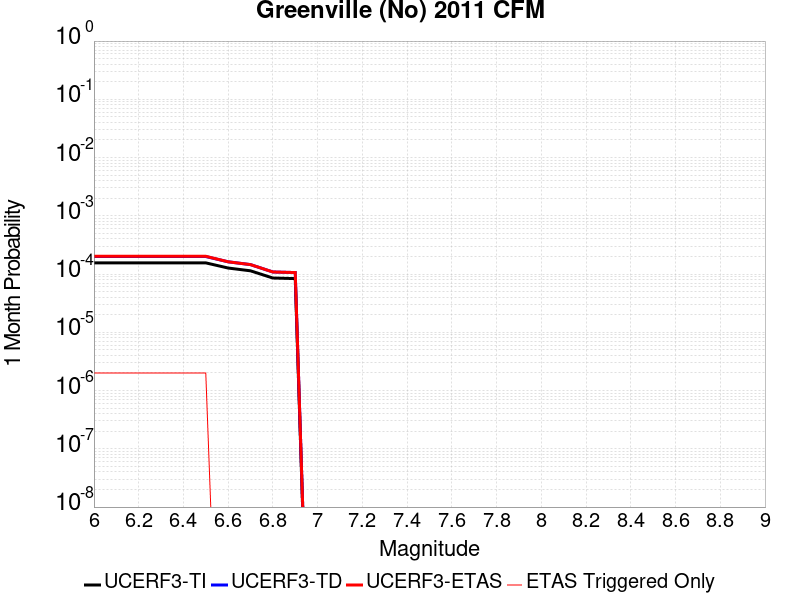 Greenville (No) 2011 CFM
10^0
10^-1
10^-2
10^-3
10^-4
10^-5
10^-6
10^-7
10^-8
1 Month Probability
6 6.2 6.4 6.6 6.8 7 7.2 7.4 7.6 7.8 8 8.2 8.4 8.6 8.8 9
Magnitude
UCERF3-TI UCERF3-TD UCERF3-ETAS ETAS Triggered Only